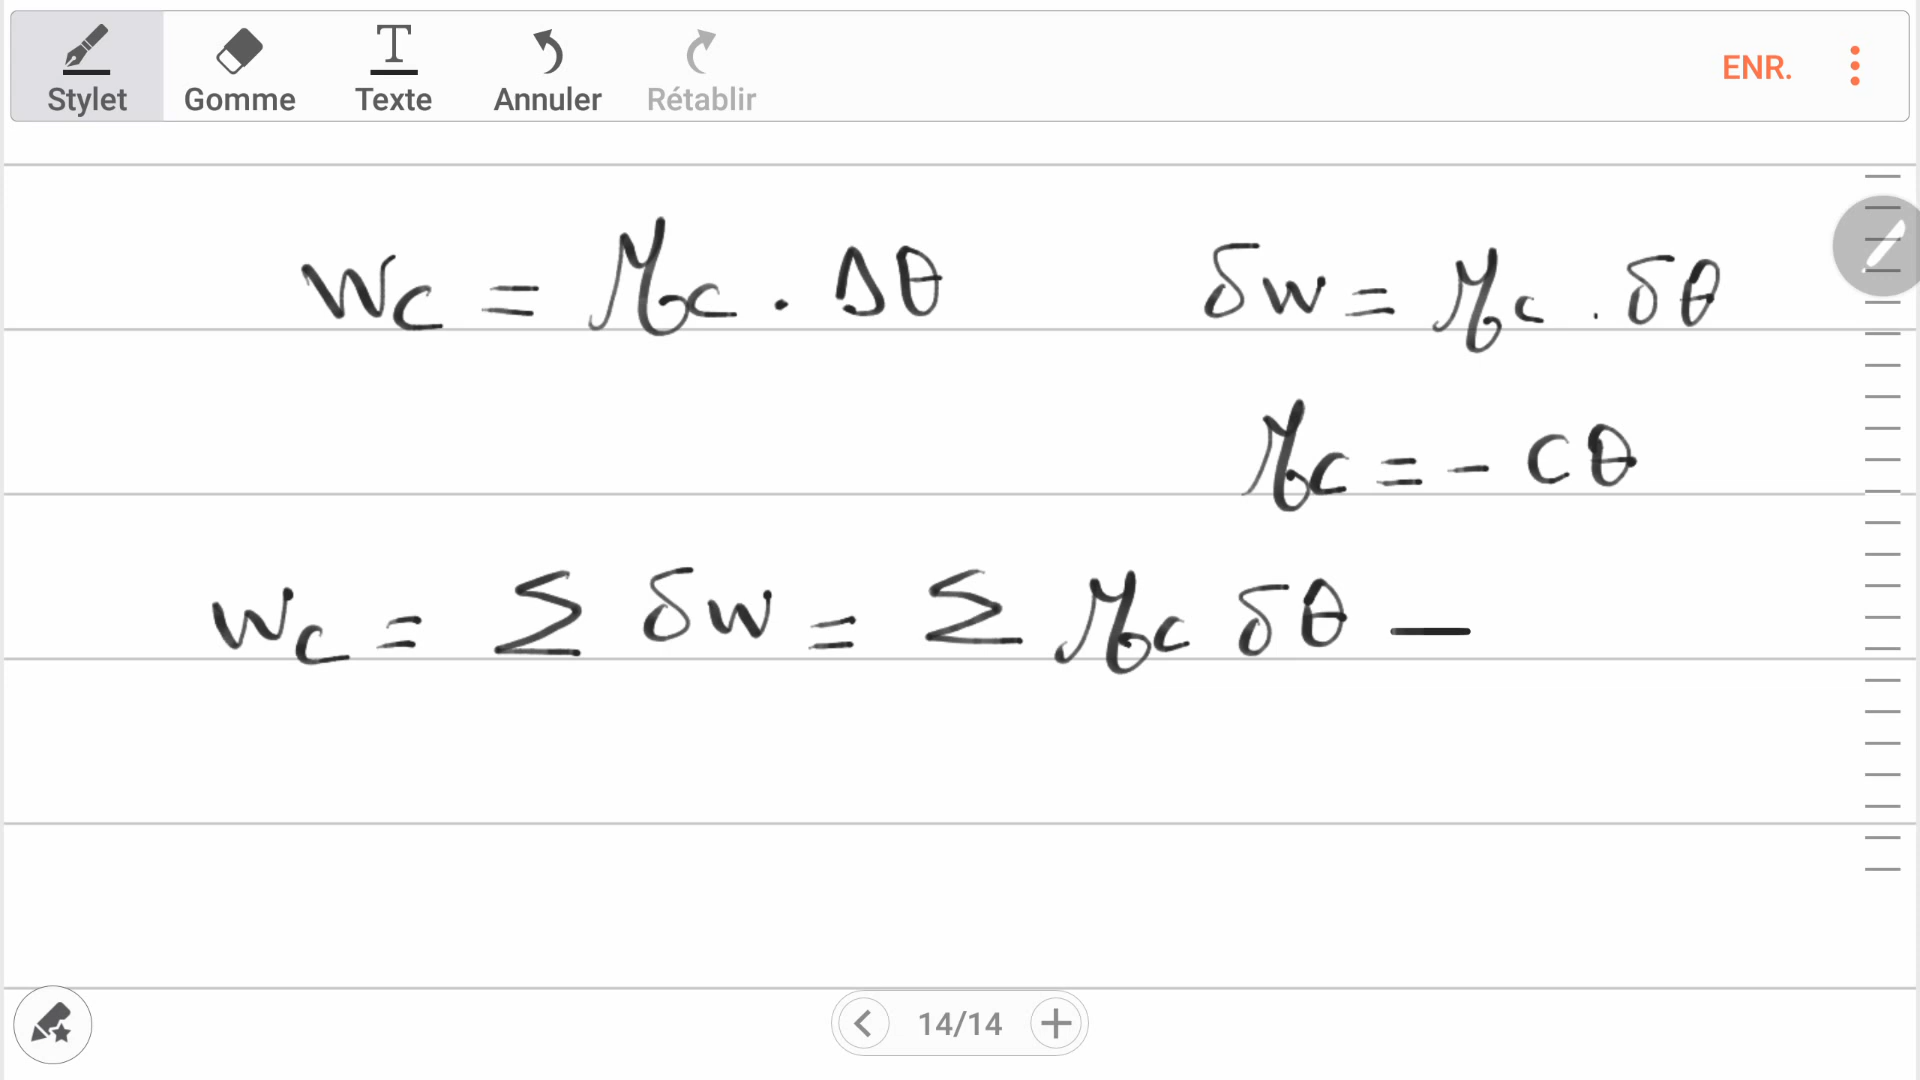 Stylet Gomme Texte Annuler Rétablir ENR.
Wc = ℳc . Δθ δw = ℳc . δθ
ℳc = - cθ
Wc = Σ δw = Σ ℳc δθ —
14/14